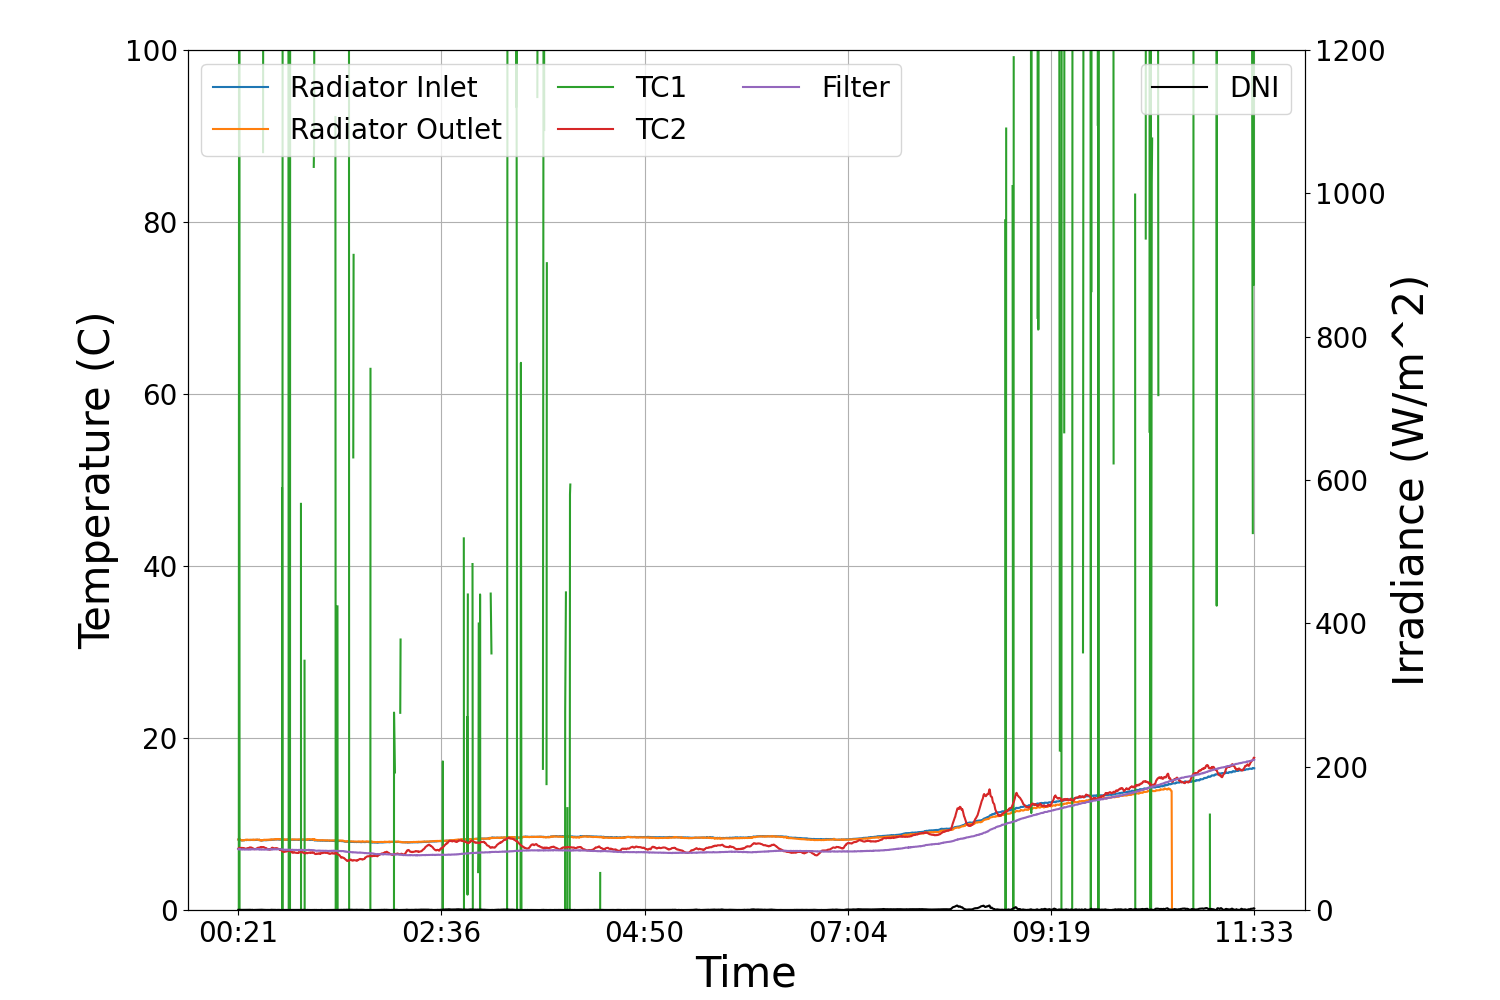 Radiator Inlet
Radiator Outlet
TC1
TC2
Filter
DNI
Temperature (C)
100
80
60
40
20
0
1200
1000
800
600
400
200
0
Irradiance (W/m^2)
00:21 02:36 04:50 07:04 09:19 11:33
Time